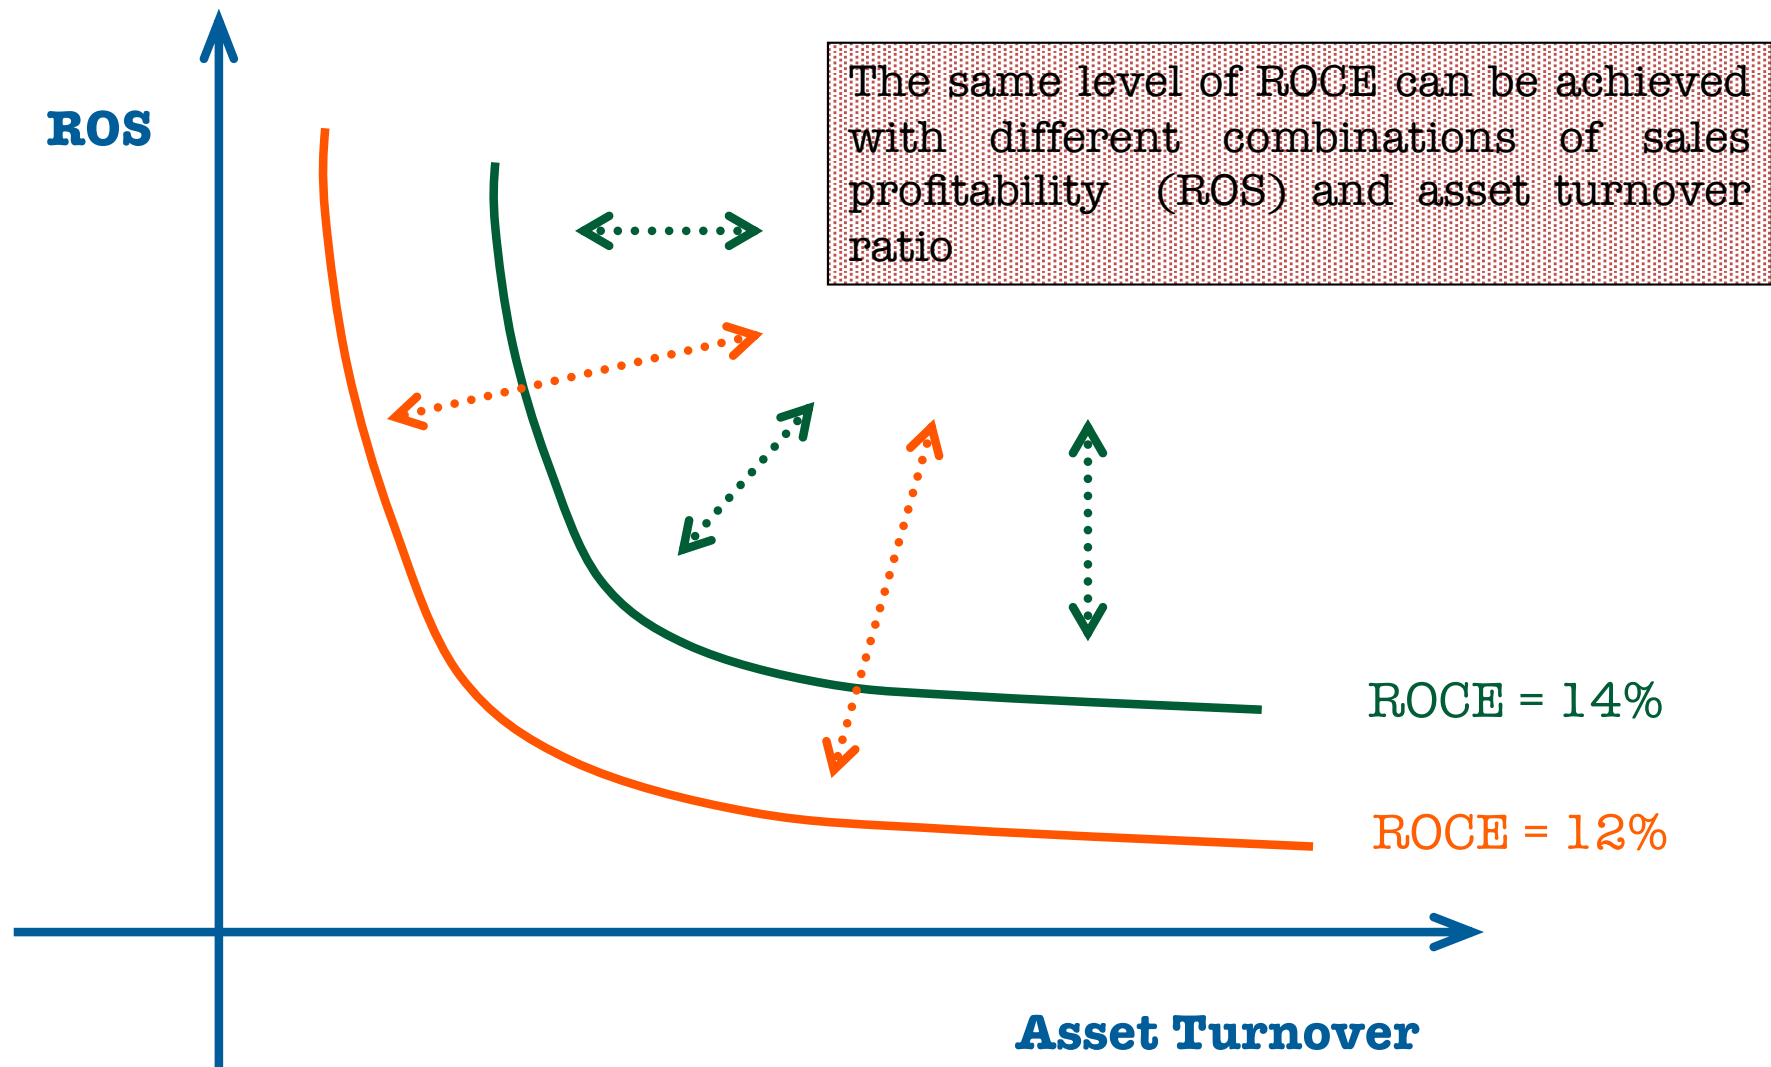 ROS
The same level of ROCE can be achieved
with different combinations of sales
profitability (ROS) and asset turnover
ratio
ROCE = 14%
ROCE = 12%
Asset Turnover